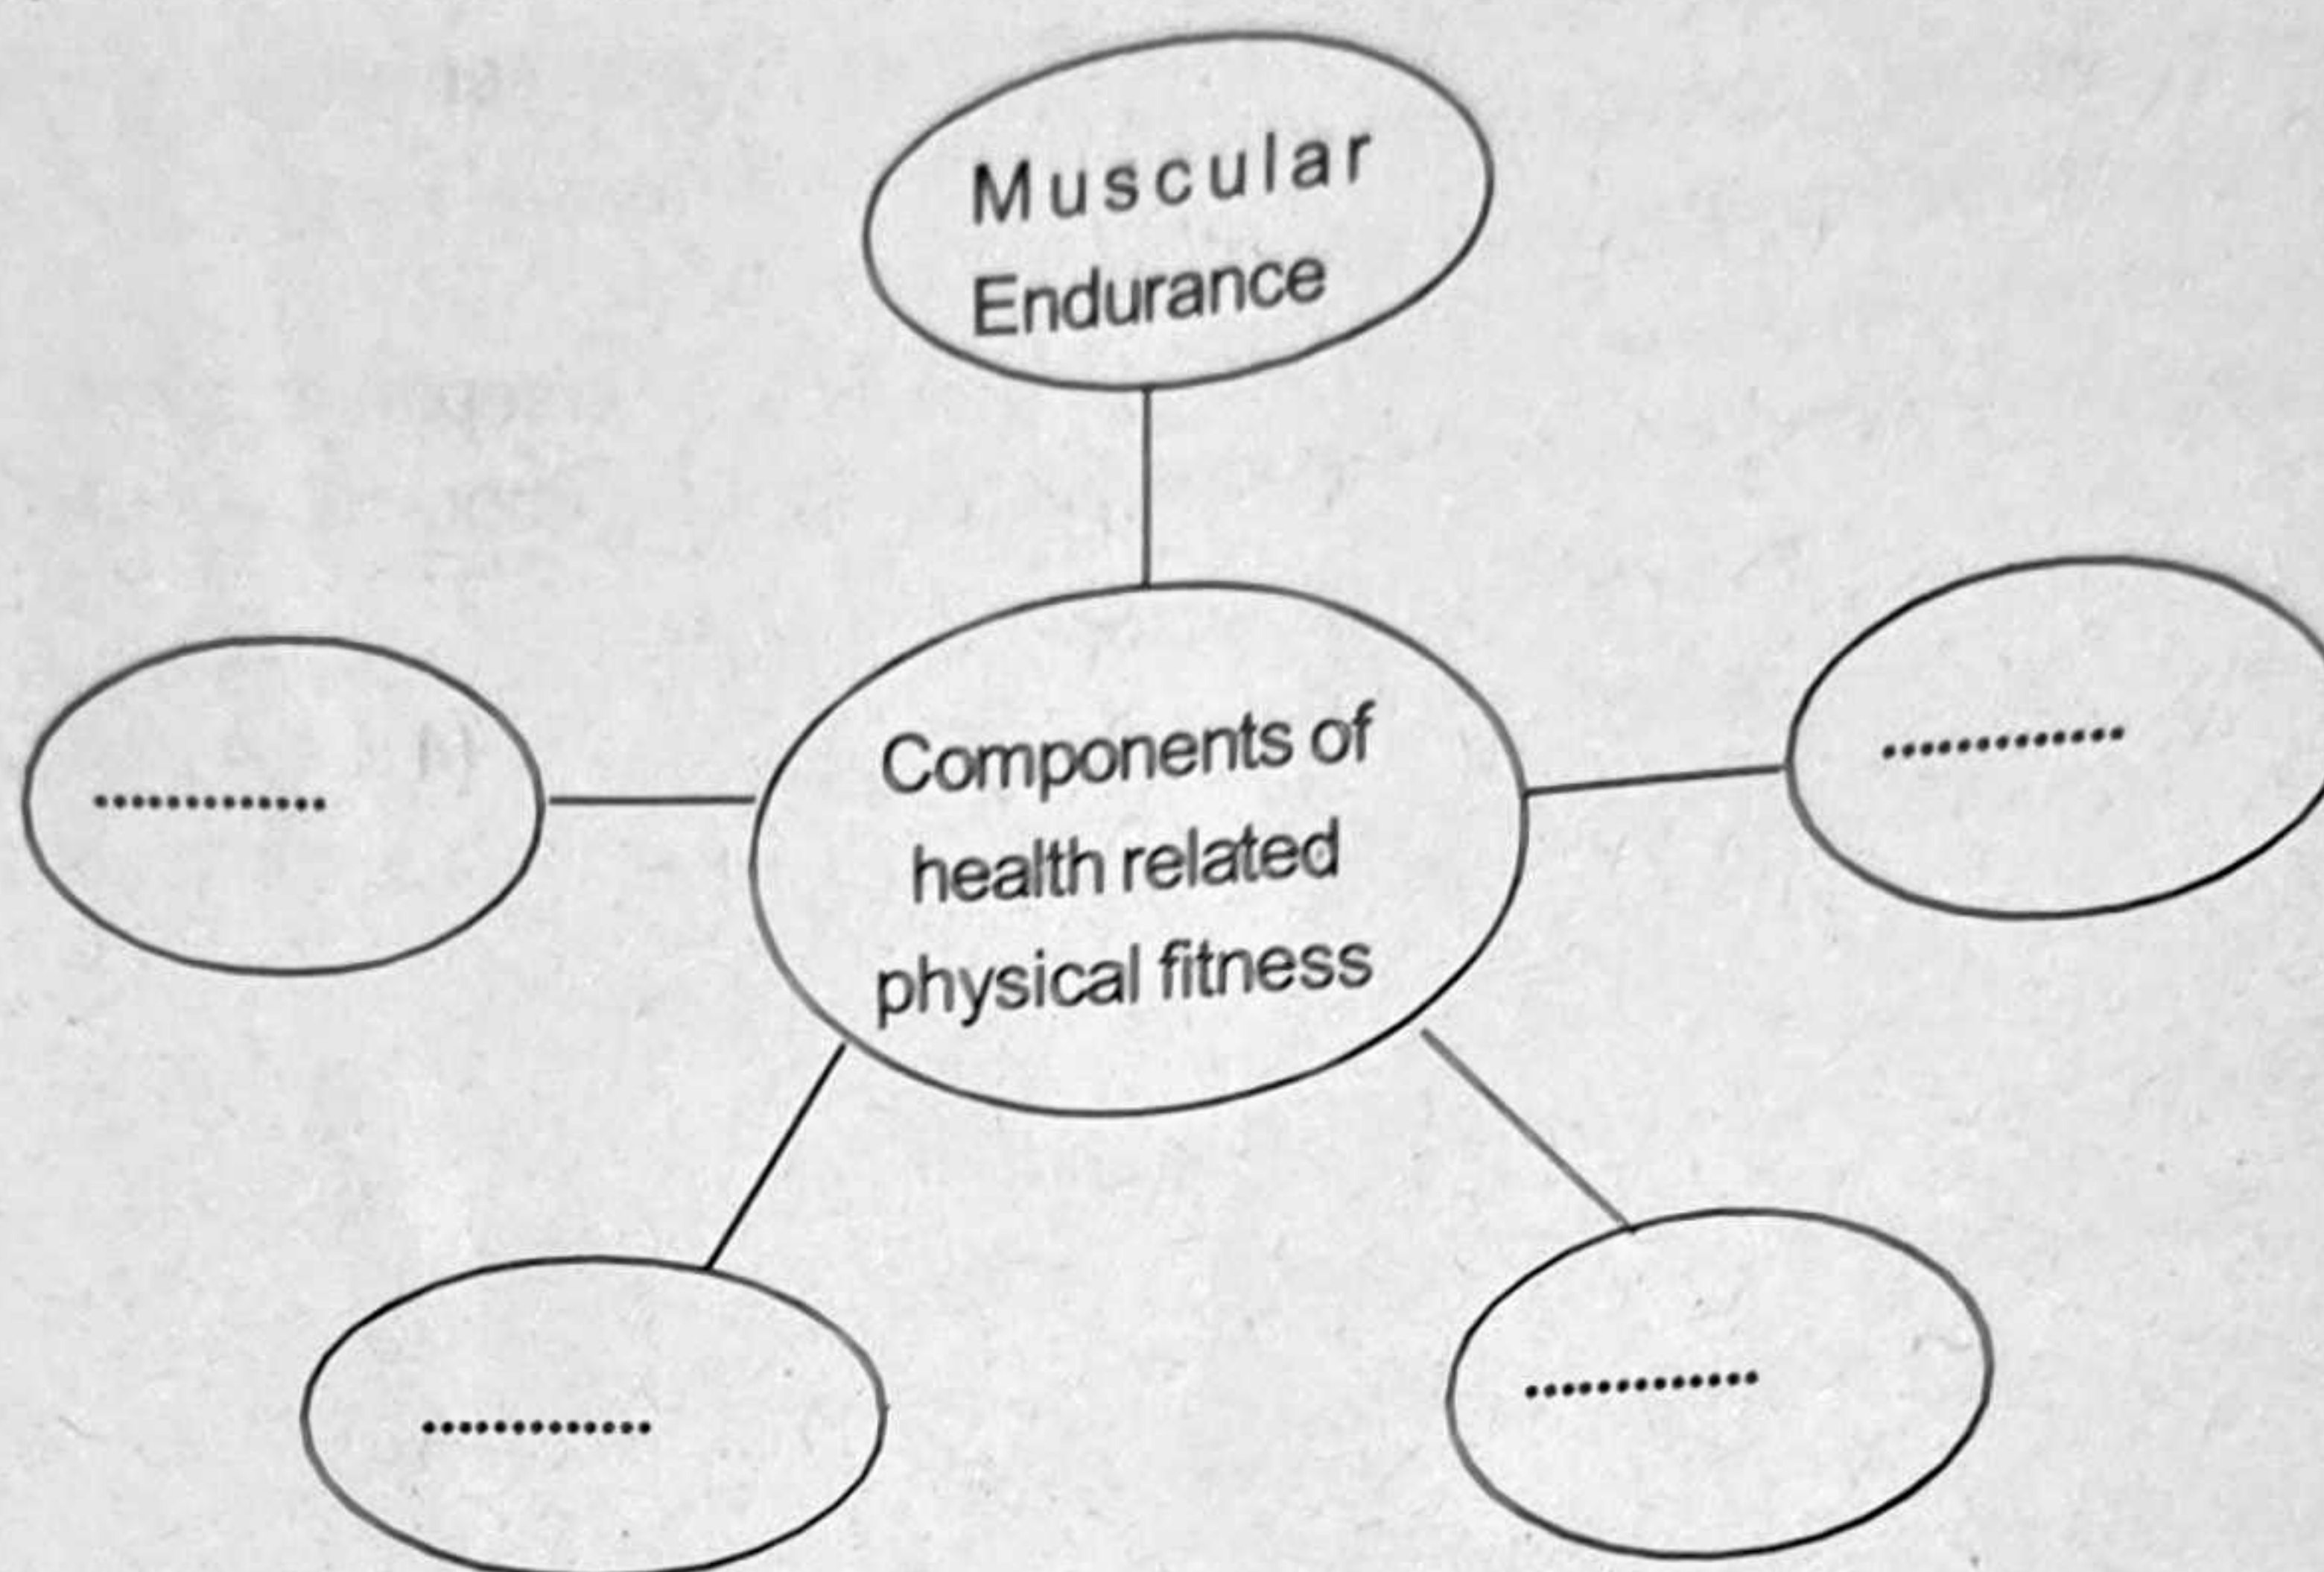 Muscular
Endurance
Components of
health related
physical fitness
.............
.............
.............
.............